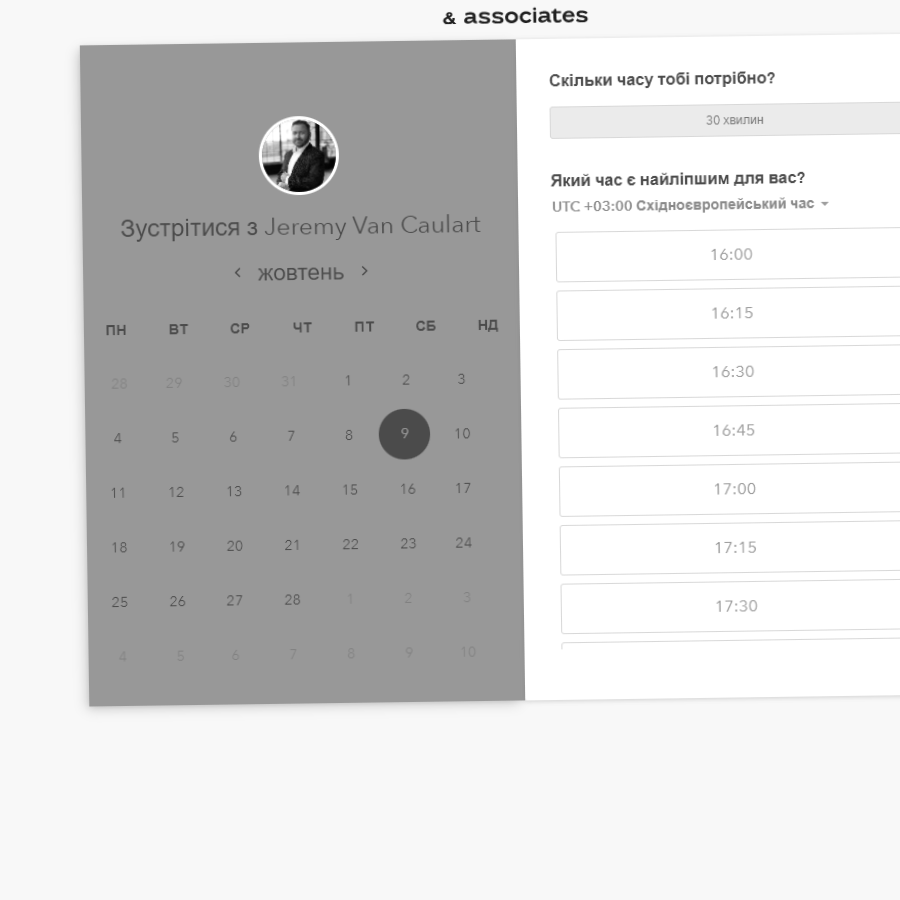 & associates
Зустрітися з Jeremy Van Caulart
жовтень
ПН ВТ СР ЧТ ПТ СБ НД
28 29 30 31 1 2 3
4 5 6 7 8 9 10
11 12 13 14 15 16 17
18 19 20 21 22 23 24
25 26 27 28 1 2 3
4 5 6 7 8 9 10
Скільки часу тобі потрібно?
30 хвилин
Який час є найліпшим для вас?
UTC +03:00 Східноєвропейський час
16:00
16:15
16:30
16:45
17:00
17:15
17:30